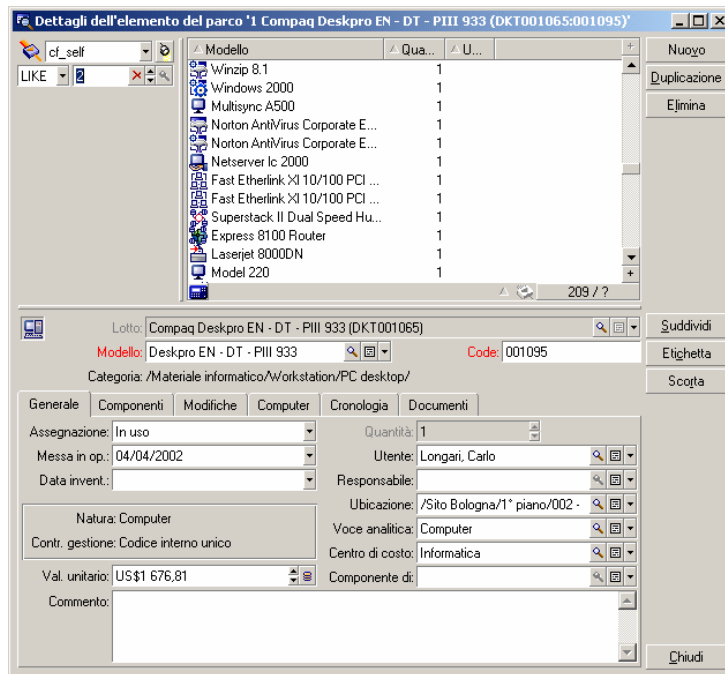 Dettagli dell'elemento del parco '1 Compaq Deskpro EN - DT - PIII 933 (DKT001065:001095)'
cf_self
LIKE 2
Modello Qua... U...
Winzip 8.1 1
Windows 2000 1
Multisync A500 1
Norton AntiVirus Corporate E... 1
Norton AntiVirus Corporate E... 1
Netserver lc 2000 1
Fast Etherlink XI 10/100 PCI ... 1
Fast Etherlink XI 10/100 PCI ... 1
Superstack II Dual Speed Hu... 1
Express 8100 Router 1
Laserjet 8000DN 1
Model 220 1
209 / ?
Nuovo
Duplicazione
Elimina
Lotto: Compaq Deskpro EN - DT - PIII 933 (DKT001065)
Modello: Deskpro EN - DT - PIII 933 Code: 001095
Categoria: /Materiale informatico/Workstation/PC desktop/
Suddividi
Etichetta
Scorta
Generale Componenti Modifiche Computer Cronologia Documenti
Assegnazione: In uso Quantità: 1
Messa in op.: 04/04/2002 Utente: Longari, Carlo
Data invent.: Responsabile:
Ubicazione: /Sito Bologna/1° piano/002 -
Natura: Computer Voce analitica: Computer
Contr. gestione: Codice interno unico Centro di costo: Informatica
Val. unitario: US$1 676,81 Componente di:
Commento:
Chiudi